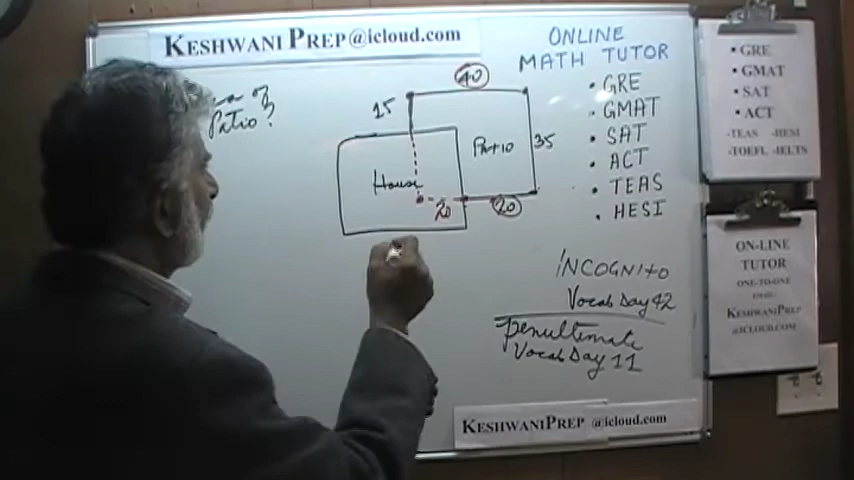 KESHWANI PREP@icloud.com
ONLINE
MATH TUTOR
• GRE
• GMAT
• SAT
• ACT
• TEAS
• HESI
of
Patio?
40
15
Patio
35
House
20
20
INCOGNITO
Vocab Day 42
penultimate
Vocab Day 11
KESHWANIPREP @icloud.com
• GRE
• GMAT
• SAT
• ACT
-TEAS -HESI
-TOEFL -IELTS
ON-LINE
TUTOR
ONE-TO-ONE
KESHWANIPREP
@ICLOUD.COM